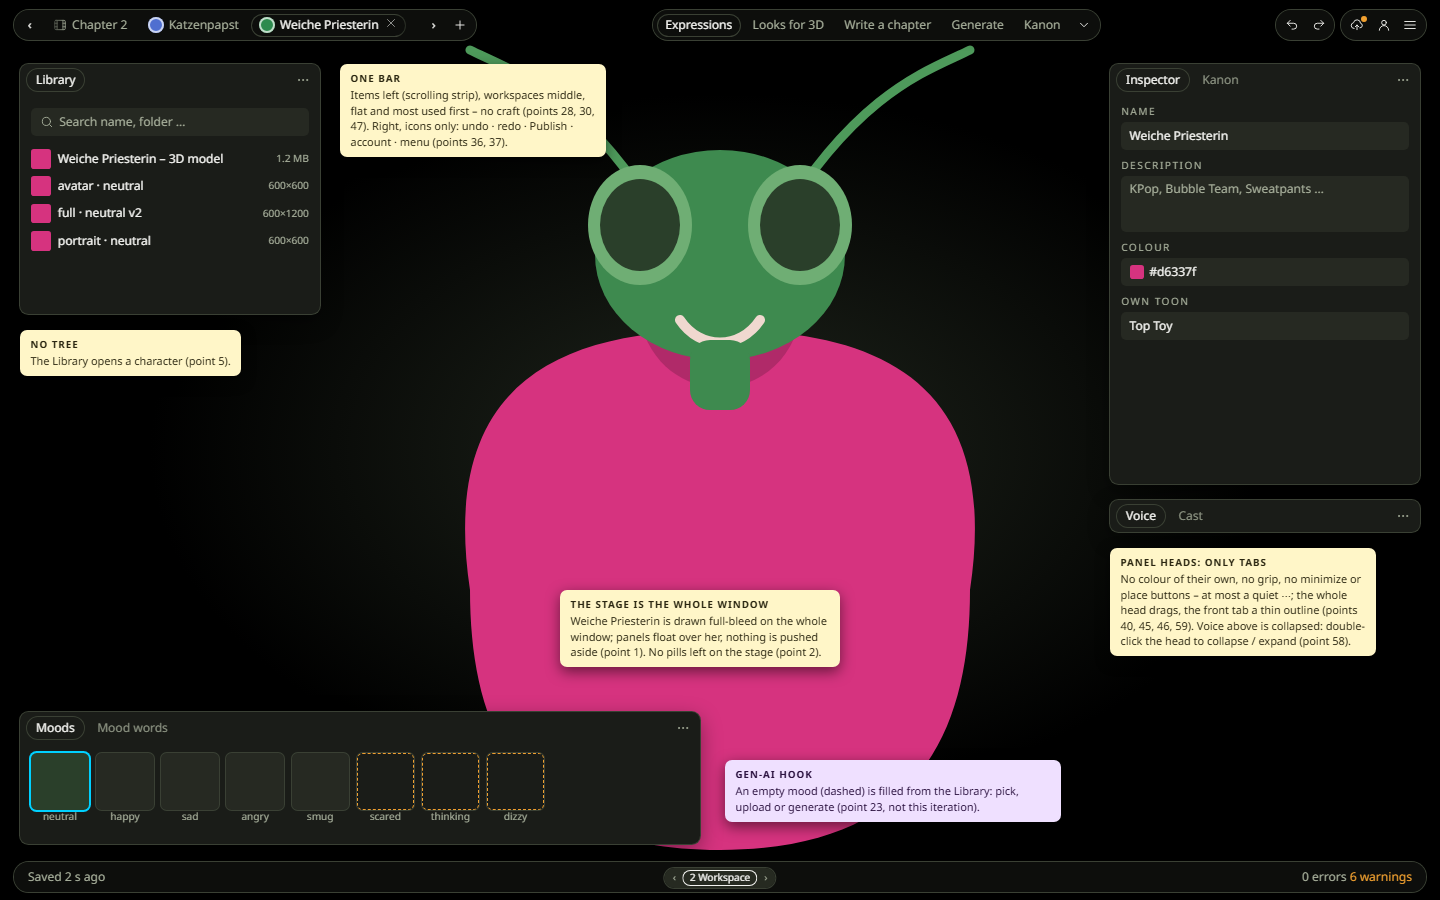 Chapter 2
Katzenpapst
Weiche Priesterin
Expressions
Looks for 3D
Write a chapter
Generate
Kanon
Library
Search name, folder ...
Weiche Priesterin – 3D model 1.2 MB
avatar · neutral 600×600
full · neutral v2 600×1200
portrait · neutral 600×600
NO TREE
The Library opens a character (point 5).
ONE BAR
Items left (scrolling strip), workspaces middle,
flat and most used first – no craft (points 28, 30,
47). Right, icons only: undo · redo · Publish ·
account · menu (points 36, 37).
Inspector Kanon
NAME
Weiche Priesterin
DESCRIPTION
KPop, Bubble Team, Sweatpants ...
COLOUR
#d6337f
OWN TOON
Top Toy
Voice Cast
PANEL HEADS: ONLY TABS
No colour of their own, no grip, no minimize or
place buttons – at most a quiet ···; the whole
head drags, the front tab a thin outline (points
40, 45, 46, 59). Voice above is collapsed: double-
click the head to collapse / expand (point 58).
THE STAGE IS THE WHOLE WINDOW
Weiche Priesterin is drawn full-bleed on the whole
window; panels float over her, nothing is pushed
aside (point 1). No pills left on the stage (point 2).
Moods Mood words
neutral happy sad angry smug scared thinking dizzy
GEN-AI HOOK
An empty mood (dashed) is filled from the Library: pick,
upload or generate (point 23, not this iteration).
Saved 2 s ago
‹ 2 Workspace ›
0 errors 6 warnings